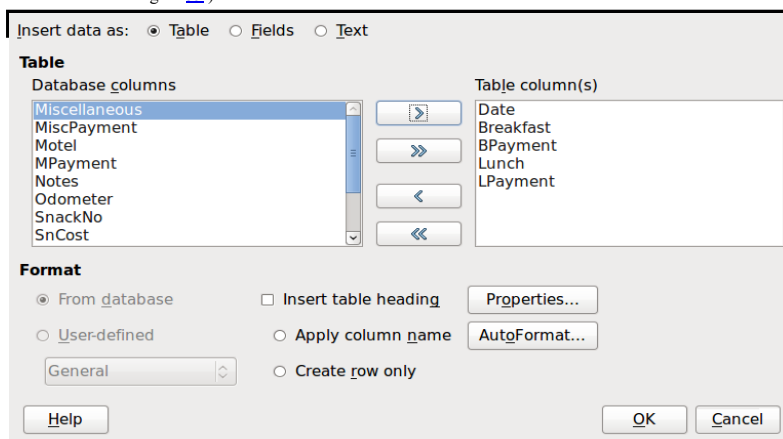 Insert data as: Table Fields Text
Table
Database columns
Table column(s)
Miscellaneous
MiscPayment
Motel
MPayment
Notes
Odometer
SnackNo
SnCost
Date
Breakfast
BPayment
Lunch
LPayment
Format
From database
Insert table heading
Properties...
User-defined
Apply column name
AutoFormat...
General
Create row only
Help
OK
Cancel